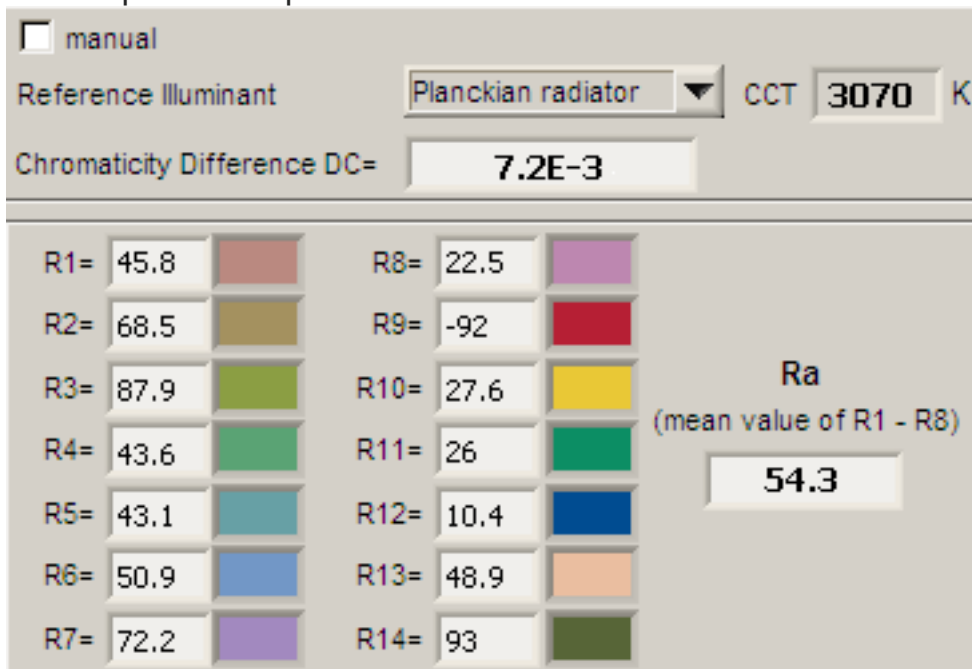 manual
Reference Illuminant Planckian radiator CCT 3070 K
Chromaticity Difference DC= 7.2E-3
R1= 45.8 R8= 22.5
R2= 68.5 R9= -92
R3= 87.9 R10= 27.6
R4= 43.6 R11= 26
R5= 43.1 R12= 10.4
R6= 50.9 R13= 48.9
R7= 72.2 R14= 93
Ra
(mean value of R1 - R8)
54.3